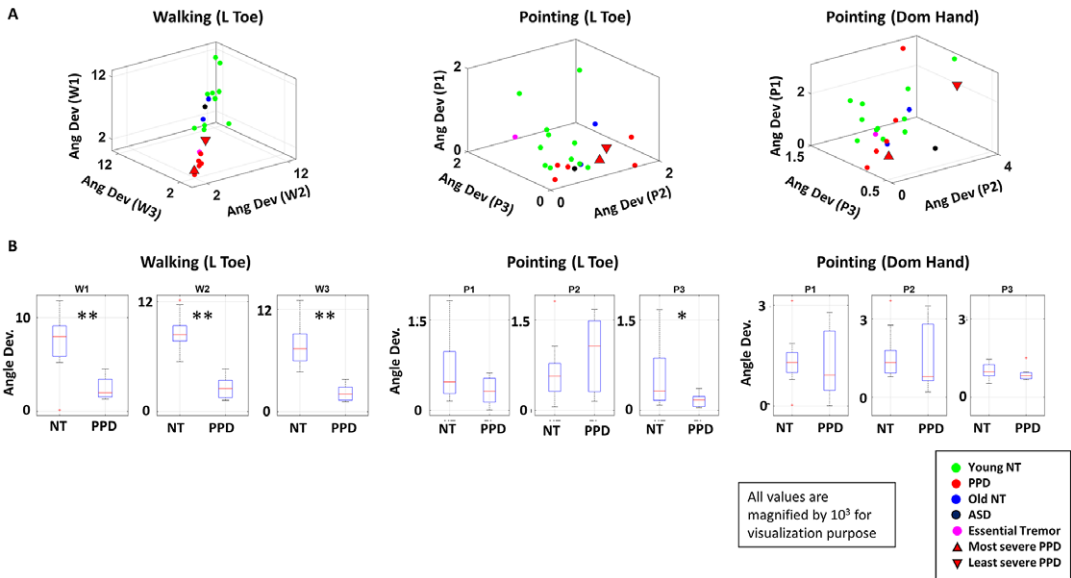 A
Walking (L Toe)
Pointing (L Toe)
Pointing (Dom Hand)
Ang Dev (W1)
12
2
12
2
Ang Dev (W3)
2
12
Ang Dev (W2)
Ang Dev (P1)
2
0
2
0
Ang Dev (P3)
0
2
Ang Dev (P2)
Ang Dev (P1)
2
0
1.5
0.5
Ang Dev (P3)
0
4
Ang Dev (P2)
B
Walking (L Toe)
Pointing (L Toe)
Pointing (Dom Hand)
W1
W2
W3
P1
P2
P3
P1
P2
P3
Angle Dev.
10
0
**
12
0
**
12
0
**
Angle Dev.
1.5
0
1.5
0
1.5
0
*
Angle Dev.
3
0
3
0
3
0
NT PPD
NT PPD
NT PPD
NT PPD
NT PPD
NT PPD
NT PPD
NT PPD
NT PPD
All values are
magnified by 10³ for
visualization purpose
Young NT
PPD
Old NT
ASD
Essential Tremor
Most severe PPD
Least severe PPD